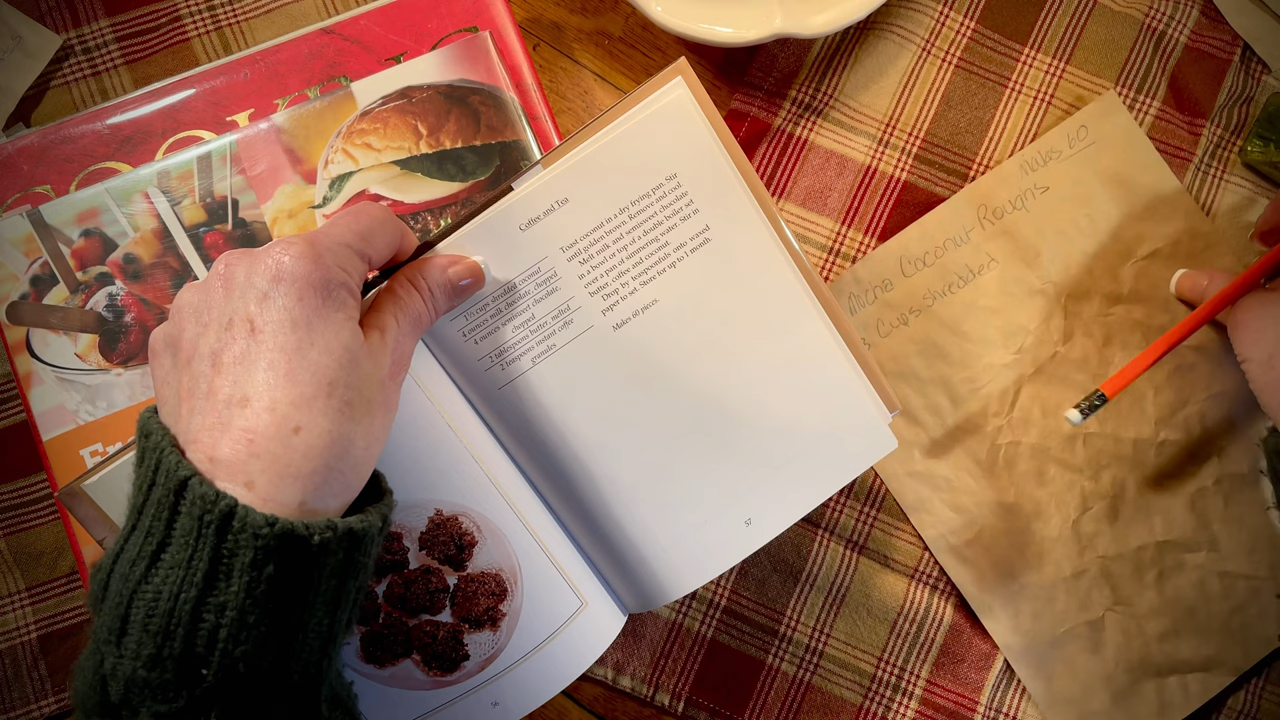 COOKI
Coffee and Tea
1⅓ cups shredded coconut
4 ounces milk chocolate, chopped
4 ounces semisweet chocolate,
chopped
2 tablespoons butter, melted
2 teaspoons instant coffee
granules
Toast coconut in a dry frying pan. Stir
until golden brown. Remove and cool.
Melt milk and semisweet chocolate
in a bowl or top of a double boiler set
over a pan of simmering water. Stir in
butter, coffee and coconut.
Drop by teaspoonfuls onto waxed
paper to set. Store for up to 1 month.
Makes 60 pieces.
57
56
Makes 60
Mocha Coconut Roughs
3 Cups shredded